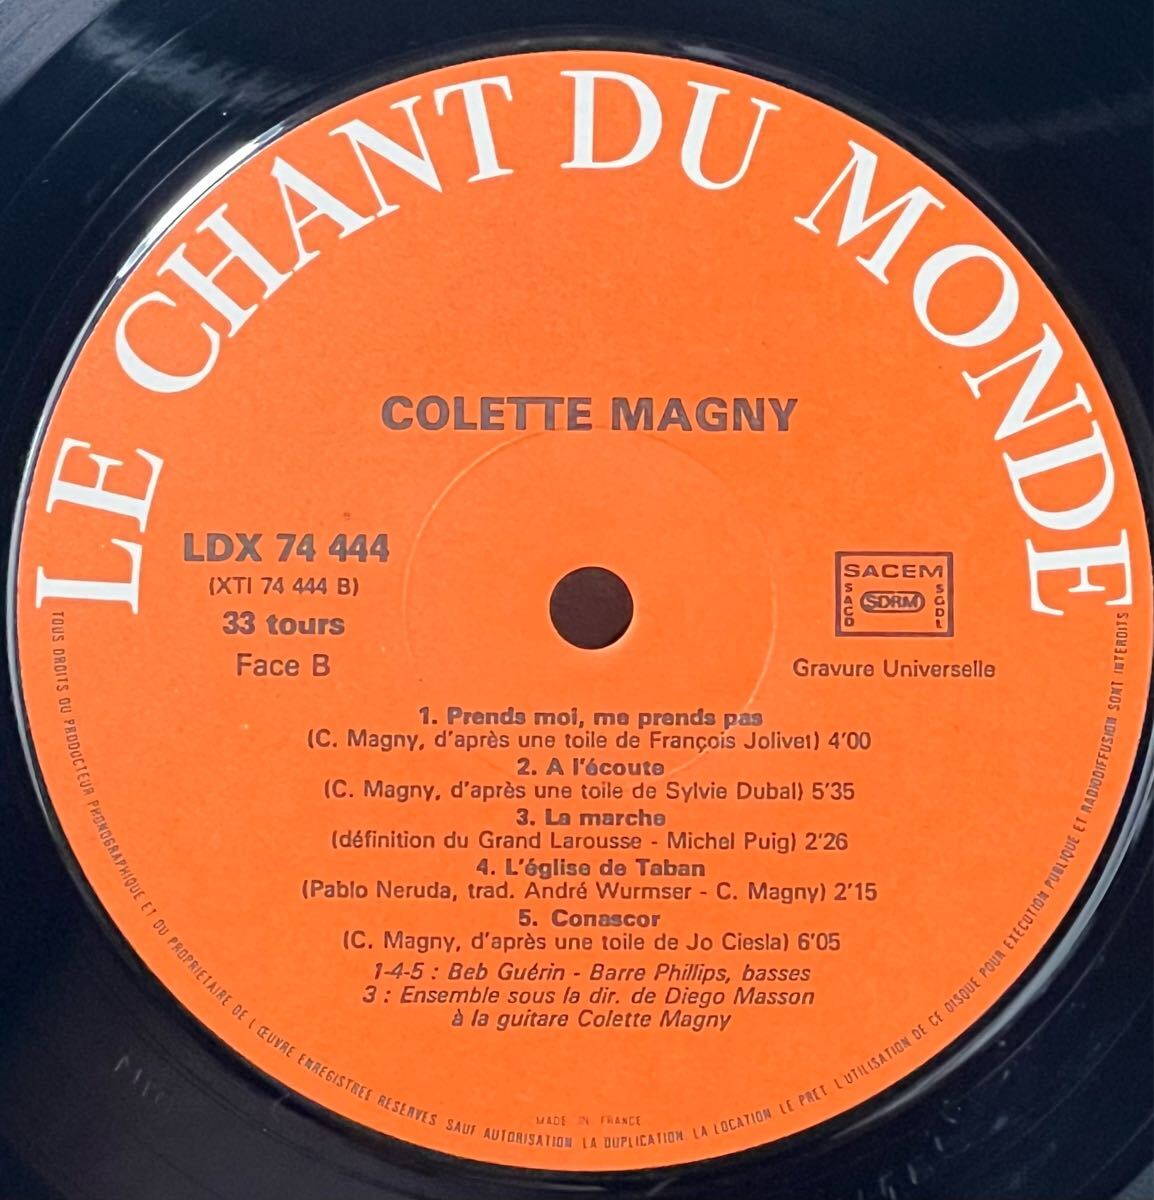 LE CHANT DU MONDE
COLETTE MAGNY
LDX 74 444
(XTI 74 444 B)
33 tours
Face B
SACEM
SACD
SDRM
SGDL
Gravure Universelle
1. Prends moi, me prends pas
(C. Magny, d'après une toile de François Jolivet) 4'00
2. A l'écoute
(C. Magny, d'après une toile de Sylvie Dubal) 5'35
3. La marche
(définition du Grand Larousse - Michel Puig) 2'26
4. L'église de Taban
(Pablo Neruda, trad. André Wurmser - C. Magny) 2'15
5. Conascor
(C. Magny, d'après une toile de Jo Ciesla) 6'05
1-4-5 : Beb Guérin - Barre Phillips, basses
3 : Ensemble sous la dir. de Diego Masson
à la guitare Colette Magny
MADE IN FRANCE
TOUS DROITS DU PRODUCTEUR PHONOGRAPHIQUE ET DU PROPRIETAIRE DE L'ŒUVRE ENREGISTREE RESERVES SAUF AUTORISATION LA DUPLICATION LA LOCATION LE PRET L'UTILISATION DE CE DISQUE POUR EXECUTION PUBLIQUE ET RADIODIFFUSION SONT INTERDITS